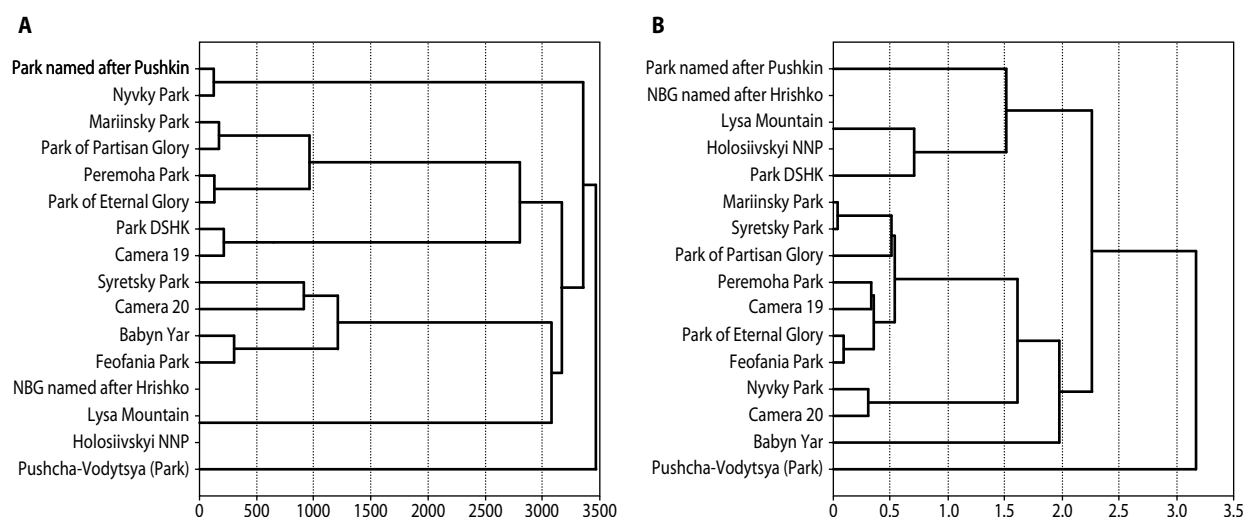 A
Park named after Pushkin
Nyvky Park
Mariinsky Park
Park of Partisan Glory
Peremoha Park
Park of Eternal Glory
Park DSHK
Camera 19
Syretsky Park
Camera 20
Babyn Yar
Feofania Park
NBG named after Hrishko
Lysa Mountain
Holosiivskyi NNP
Pushcha-Vodytsya (Park)
0 500 1000 1500 2000 2500 3000 3500
B
Park named after Pushkin
NBG named after Hrishko
Lysa Mountain
Holosiivskyi NNP
Park DSHK
Mariinsky Park
Syretsky Park
Park of Partisan Glory
Peremoha Park
Camera 19
Park of Eternal Glory
Feofania Park
Nyvky Park
Camera 20
Babyn Yar
Pushcha-Vodytsya (Park)
0 0.5 1.0 1.5 2.0 2.5 3.0 3.5